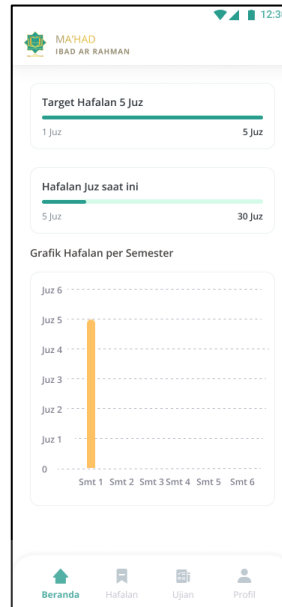 12:30
MA'HAD
IBAD AR RAHMAN
Target Hafalan 5 Juz
1 Juz 5 Juz
Hafalan Juz saat ini
5 Juz 30 Juz
Grafik Hafalan per Semester
Juz 6
Juz 5
Juz 4
Juz 3
Juz 2
Juz 1
0
Smt 1 Smt 2 Smt 3 Smt 4 Smt 5 Smt 6
Beranda Hafalan Ujian Profil